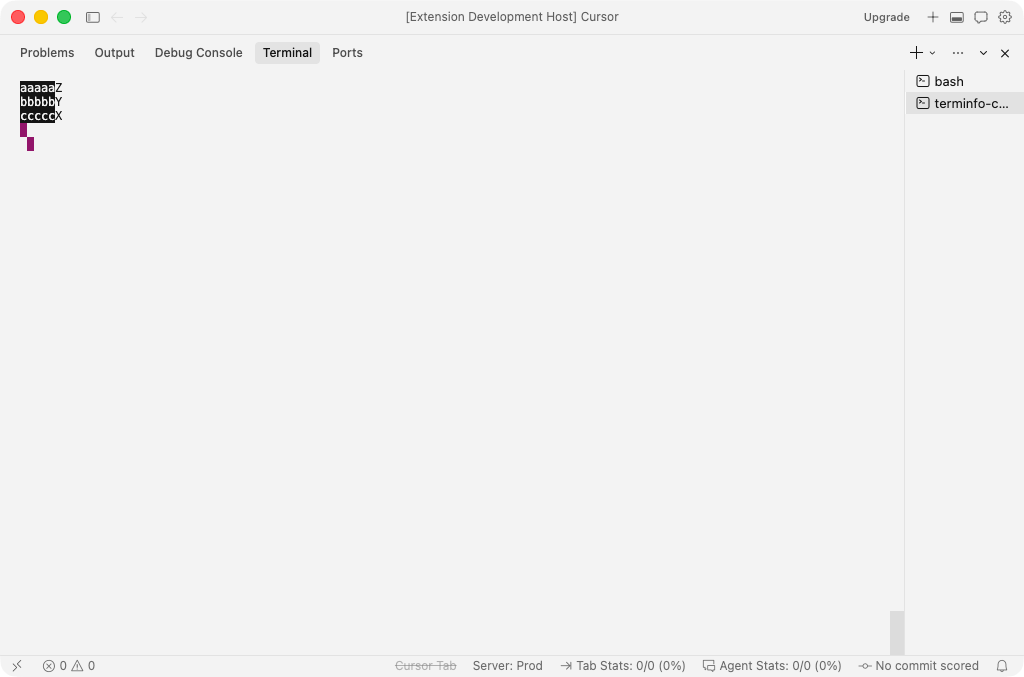 [Extension Development Host] Cursor
Upgrade
Problems Output Debug Console Terminal Ports
aaaaaZ
bbbbbY
cccccX
bash
terminfo-c...
0 0 Cursor Tab Server: Prod Tab Stats: 0/0 (0%) Agent Stats: 0/0 (0%) No commit scored